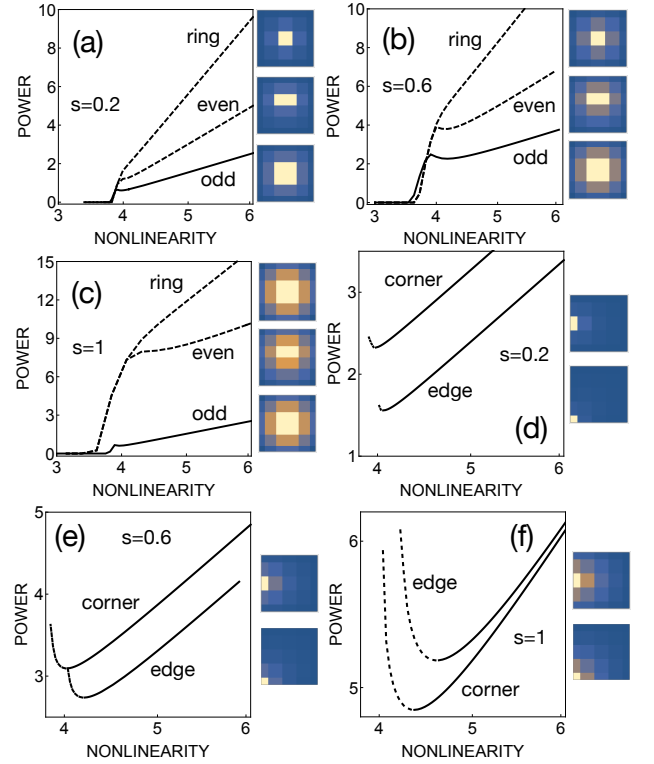 (a)
10
8
6
4
2
0
POWER
s=0.2
ring
even
odd
3 4 5 6
NONLINEARITY
(b)
10
8
6
4
2
0
POWER
s=0.6
ring
even
odd
3 4 5 6
NONLINEARITY
(c)
15
12
9
6
3
0
POWER
s=1
ring
even
odd
3 4 5 6
NONLINEARITY
(d)
3
2
1
POWER
corner
s=0.2
edge
4 5 6
NONLINEARITY
(e)
5
4
3
POWER
s=0.6
corner
edge
4 5 6
NONLINEARITY
(f)
6
5
POWER
edge
s=1
corner
4 5 6
NONLINEARITY